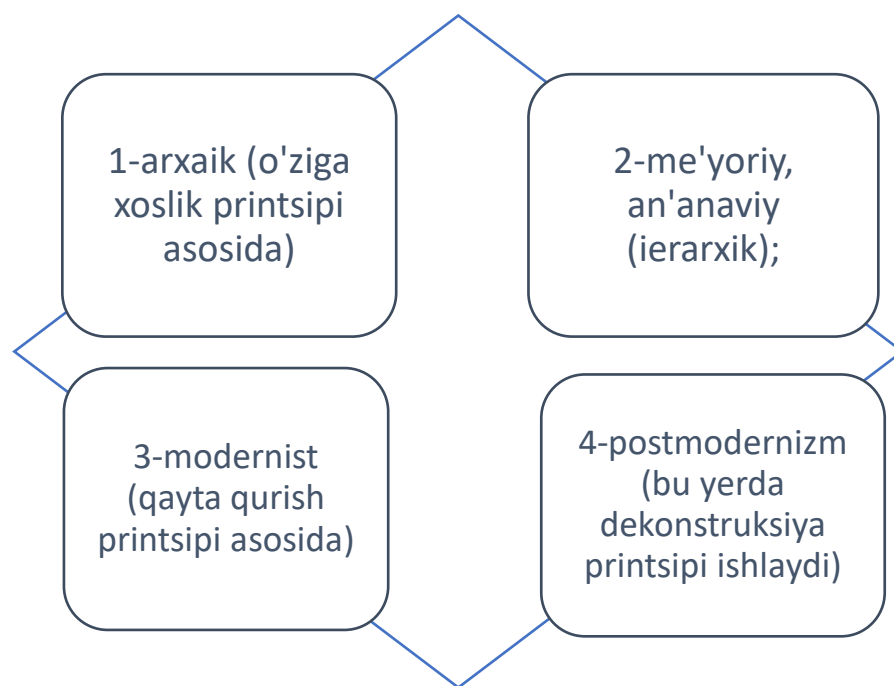 1-arxaik (o'ziga
xoslik printsipi
asosida)
2-me'yoriy,
an'anaviy
(ierarxik);
3-modernist
(qayta qurish
printsipi asosida)
4-postmodernizm
(bu yerda
dekonstruksiya
printsipi ishlaydi)